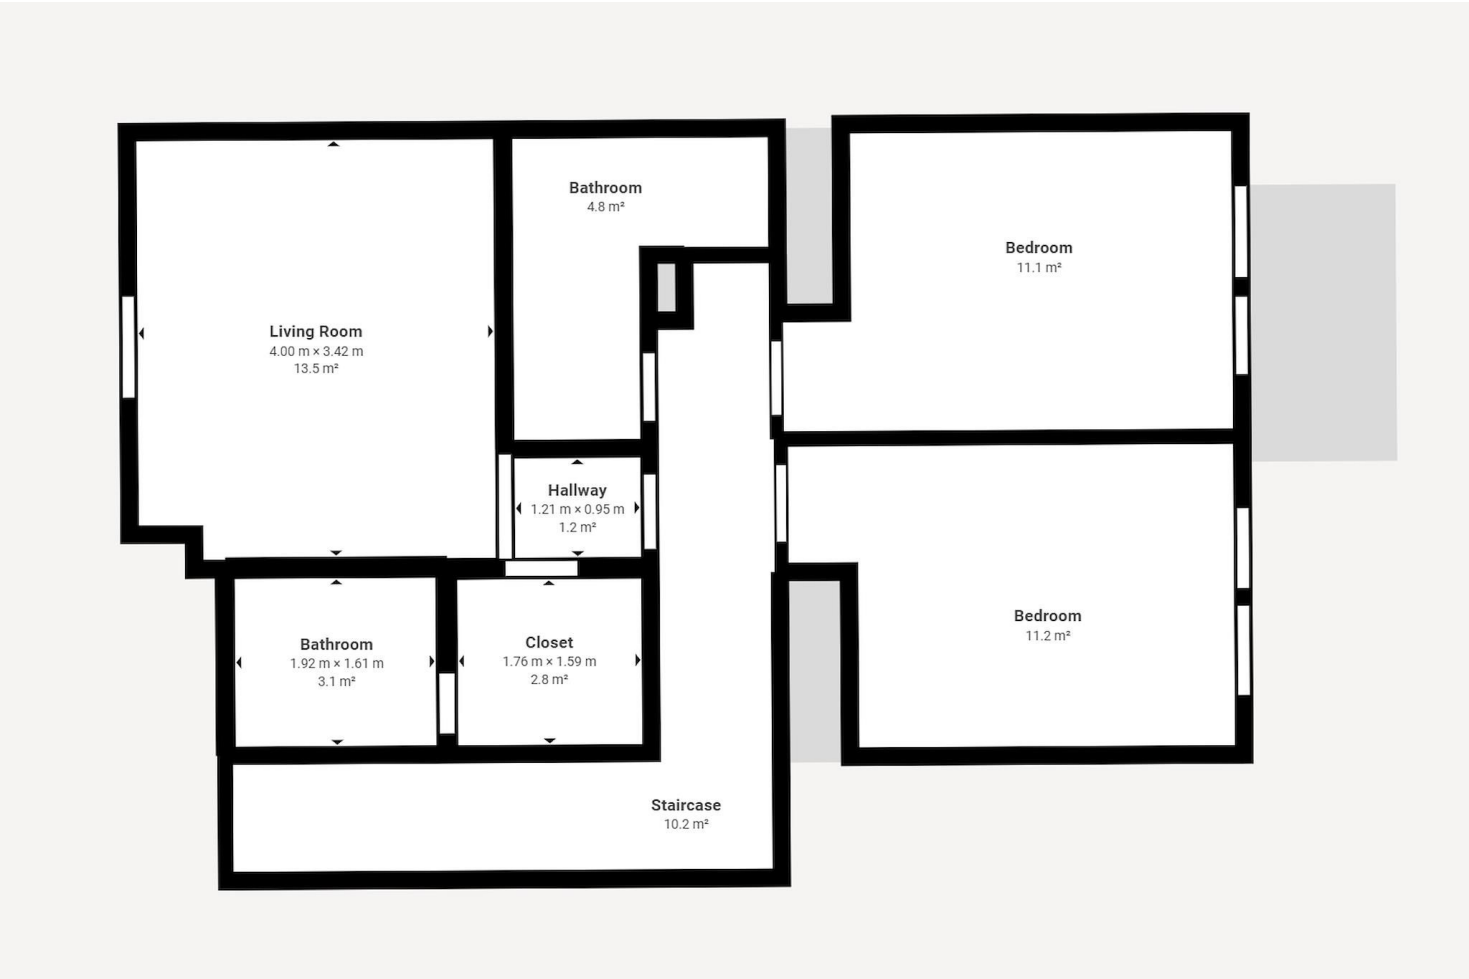 Bathroom
4.8 m²
Bedroom
11.1 m²
Living Room
4.00 m × 3.42 m
13.5 m²
Hallway
1.21 m × 0.95 m
1.2 m²
Bathroom
1.92 m × 1.61 m
3.1 m²
Closet
1.76 m × 1.59 m
2.8 m²
Bedroom
11.2 m²
Staircase
10.2 m²